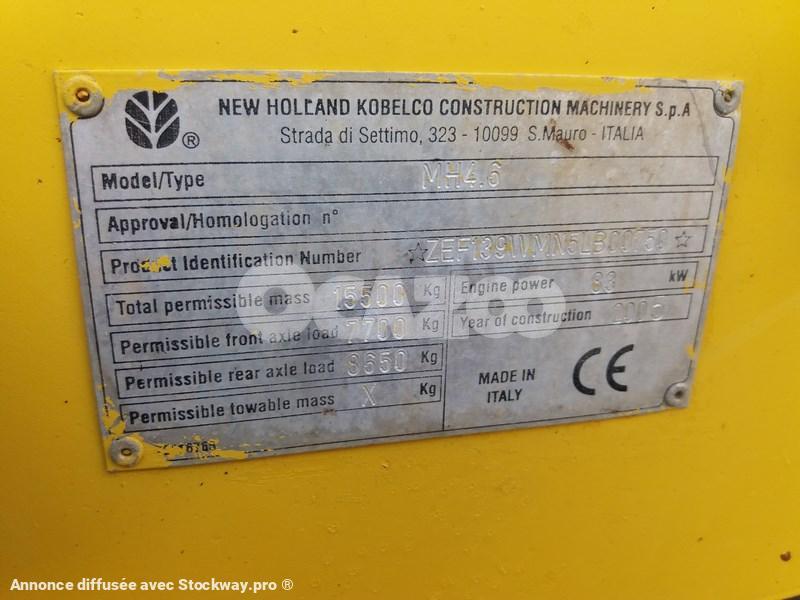 NEW HOLLAND KOBELCO CONSTRUCTION MACHINERY S.p.A
®
Strada di Settimo, 323 - 10099 S.Mauro - ITALIA
Model/Type MH4.6
Approval/Homologation n°
Product Identification Number
Total permissible mass 15500 Kg
Engine power kW
Permissible front axle load 7700 Kg
Year of construction
Permissible rear axle load 8650 Kg
Permissible towable mass X Kg
MADE IN
ITALY
CE
OCAZOO
Annonce diffusée avec Stockway.pro ®